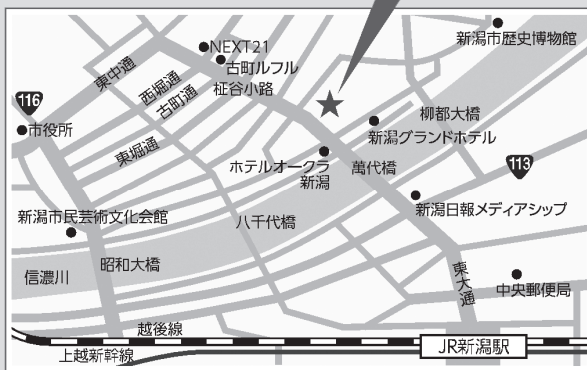 新潟市歴史博物館
NEXT21
古町ルフル
柾谷小路
東中通
西堀通
古町通
116
市役所
東堀通
柳都大橋
新潟グランドホテル
ホテルオークラ
新潟
萬代橋
113
新潟市民芸術文化会館
八千代橋
新潟日報メディアシップ
信濃川
昭和大橋
東大通
中央郵便局
越後線
上越新幹線
JR新潟駅